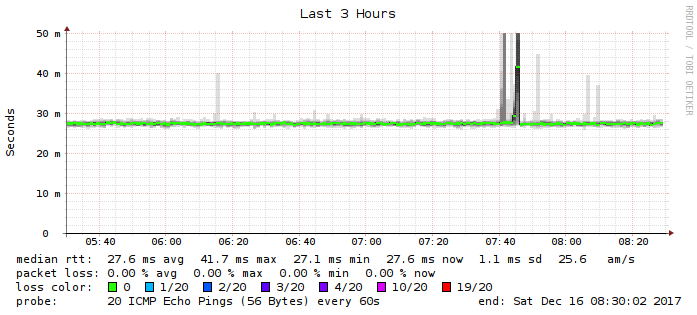 Last 3 Hours
RRDTOOL / TOBI OETIKER
Seconds
50 m
40 m
30 m
20 m
10 m
0
05:40 06:00 06:20 06:40 07:00 07:20 07:40 08:00 08:20
median rtt: 27.6 ms avg 41.7 ms max 27.1 ms min 27.6 ms now 1.1 ms sd 25.6 am/s
packet loss: 0.00 % avg 0.00 % max 0.00 % min 0.00 % now
loss color: 0 1/20 2/20 3/20 4/20 10/20 19/20
probe: 20 ICMP Echo Pings (56 Bytes) every 60s end: Sat Dec 16 08:30:02 2017